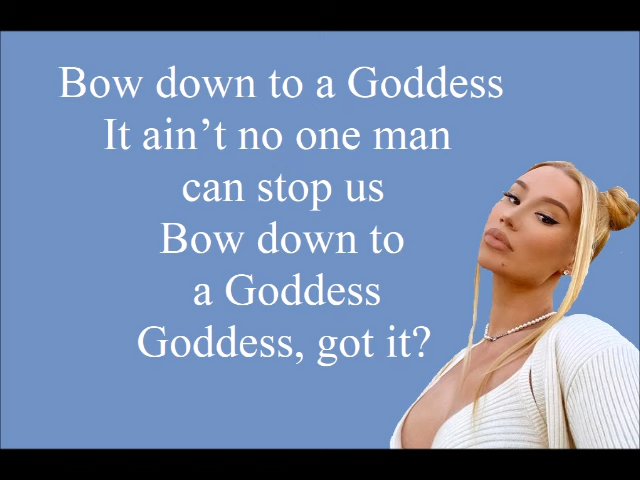 Bow down to a Goddess
It ain’t no one man
can stop us
Bow down to
a Goddess
Goddess, got it?